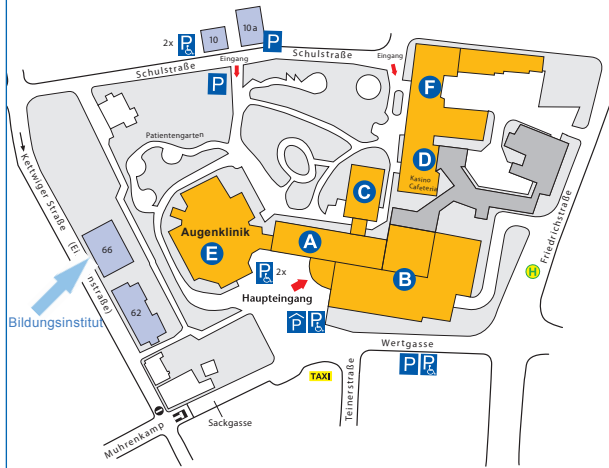 10a
10
2x
P
P
P
Eingang
Eingang
Schulstraße
Schulstraße
F
Patientengarten
D
Kasino
Cafeteria
C
Kettwiger Straße (Ei
nstraße)
Augenklinik
E
A
66
B
Friedrichstraße
H
P
2x
Haupteingang
62
Bildungsinstitut
P
P
Wertgasse
P
P
TAXI
Teinerstraße
Sackgasse
Muhrenkamp